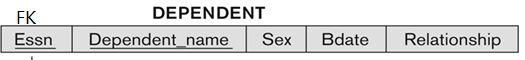 FK
DEPENDENT
Essn Dependent_name Sex Bdate Relationship